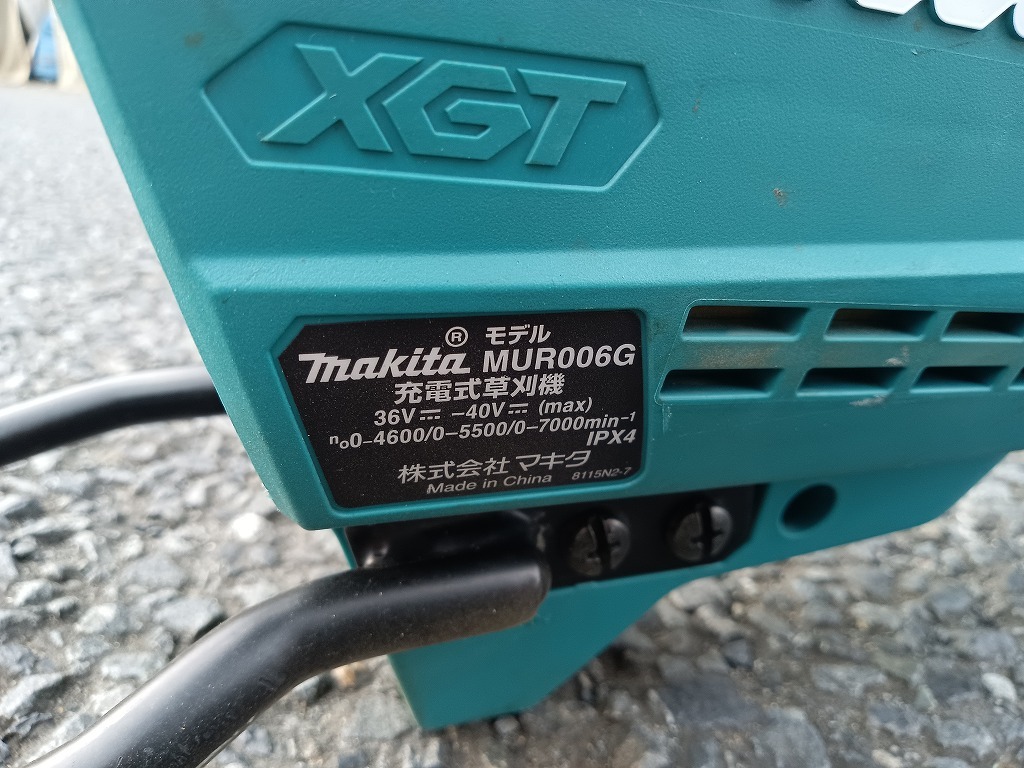 XGT
makita® モデル MUR006G
充電式草刈機
36V⎓ –40V⎓ (max)
n₀0–4600/0–5500/0–7000min⁻¹
IPX4
株式会社 マキタ
Made in China 8115N2-7